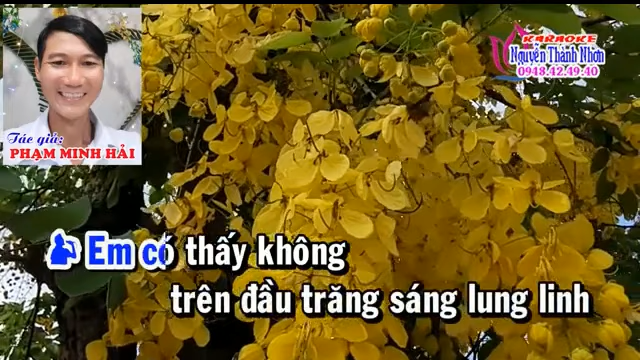 KARAOKE
Nguyễn Thành Nhơn
0948.42.49.40
Tác giả:
PHẠM MINH HẢI
Em có thấy không
trên đầu trăng sáng lung linh